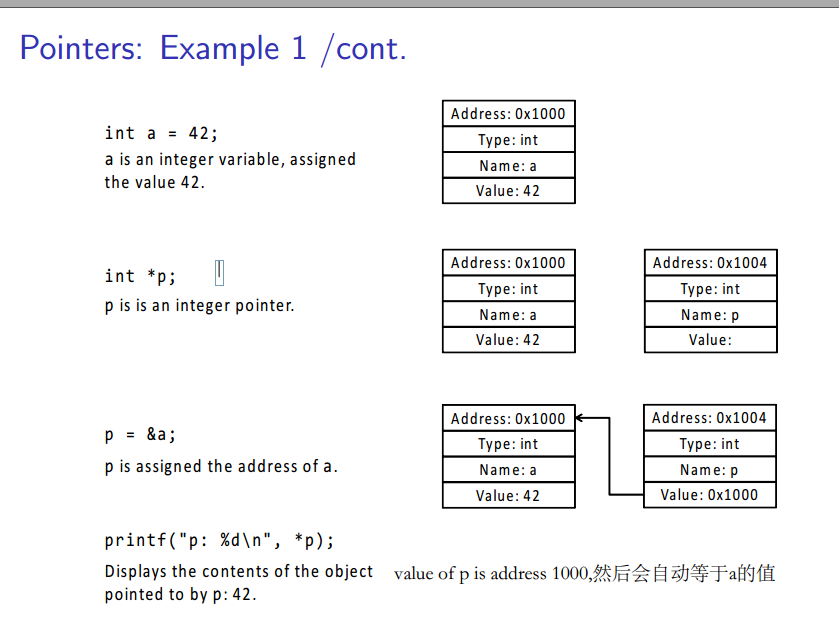 Pointers: Example 1 /cont.
int a = 42;
a is an integer variable, assigned
the value 42.
Address: 0x1000
Type: int
Name: a
Value: 42
int *p;
p is is an integer pointer.
Address: 0x1000
Type: int
Name: a
Value: 42
Address: 0x1004
Type: int
Name: p
Value:
p = &a;
p is assigned the address of a.
Address: 0x1000
Type: int
Name: a
Value: 42
Address: 0x1004
Type: int
Name: p
Value: 0x1000
printf("p: %d\n", *p);
Displays the contents of the object
pointed to by p: 42.
value of p is address 1000,然后会自动等于a的值